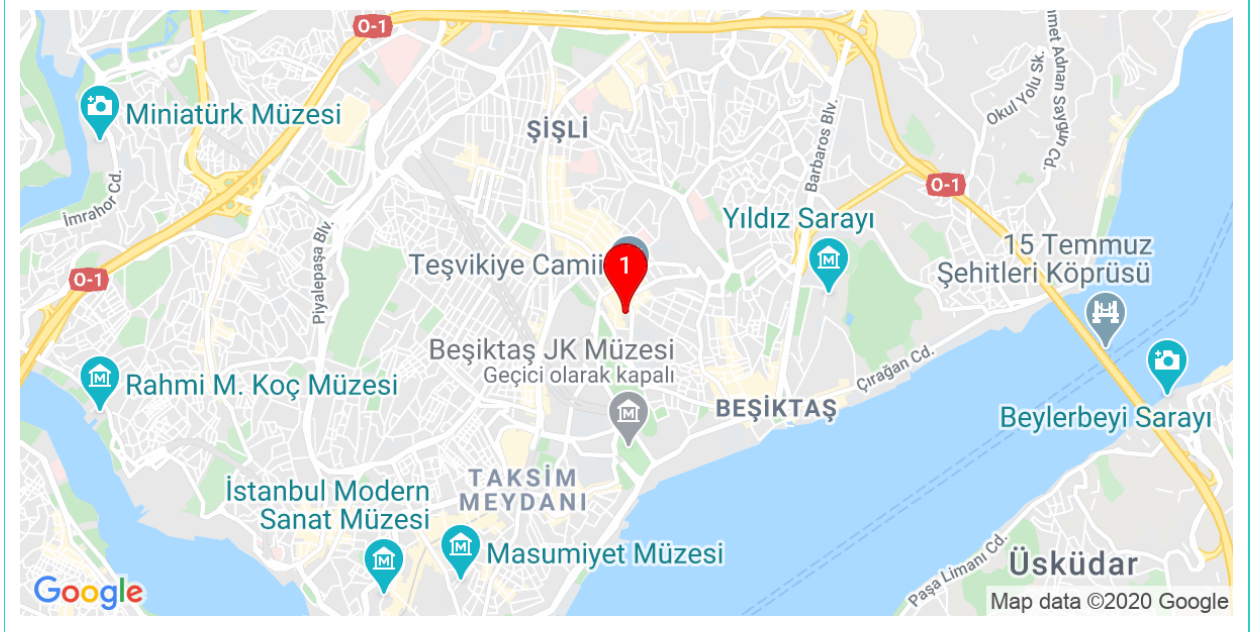 O-1
Miniatürk Müzesi
ŞİŞLİ
Okul Yolu Sk.
hmet Adnan Saygun Cd.
Barbaros Blv.
O-1
İmrahor Cd.
Yıldız Sarayı
Piyalepaşa Blv.
15 Temmuz
Şehitleri Köprüsü
Teşvikiye Camii
1
O-1
Beşiktaş JK Müzesi
Geçici olarak kapalı
Çırağan Cd.
Rahmi M. Koç Müzesi
BEŞİKTAŞ
Beylerbeyi Sarayı
TAKSİM
MEYDANI
İstanbul Modern
Sanat Müzesi
Masumiyet Müzesi
Paşa Limanı Cd.
Üsküdar
Google
Map data ©2020 Google